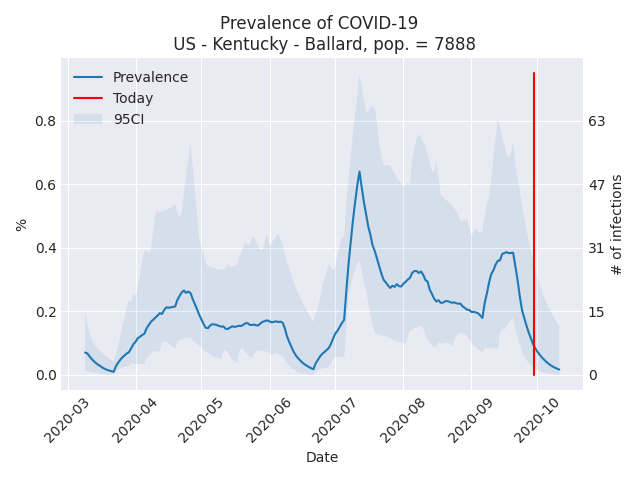 Prevalence of COVID-19
US - Kentucky - Ballard, pop. = 7888
Prevalence
Today
95CI
0.8
0.6
0.4
0.2
0.0
%
63
47
31
15
0
# of infections
2020-03
2020-04
2020-05
2020-06
2020-07
2020-08
2020-09
2020-10
Date